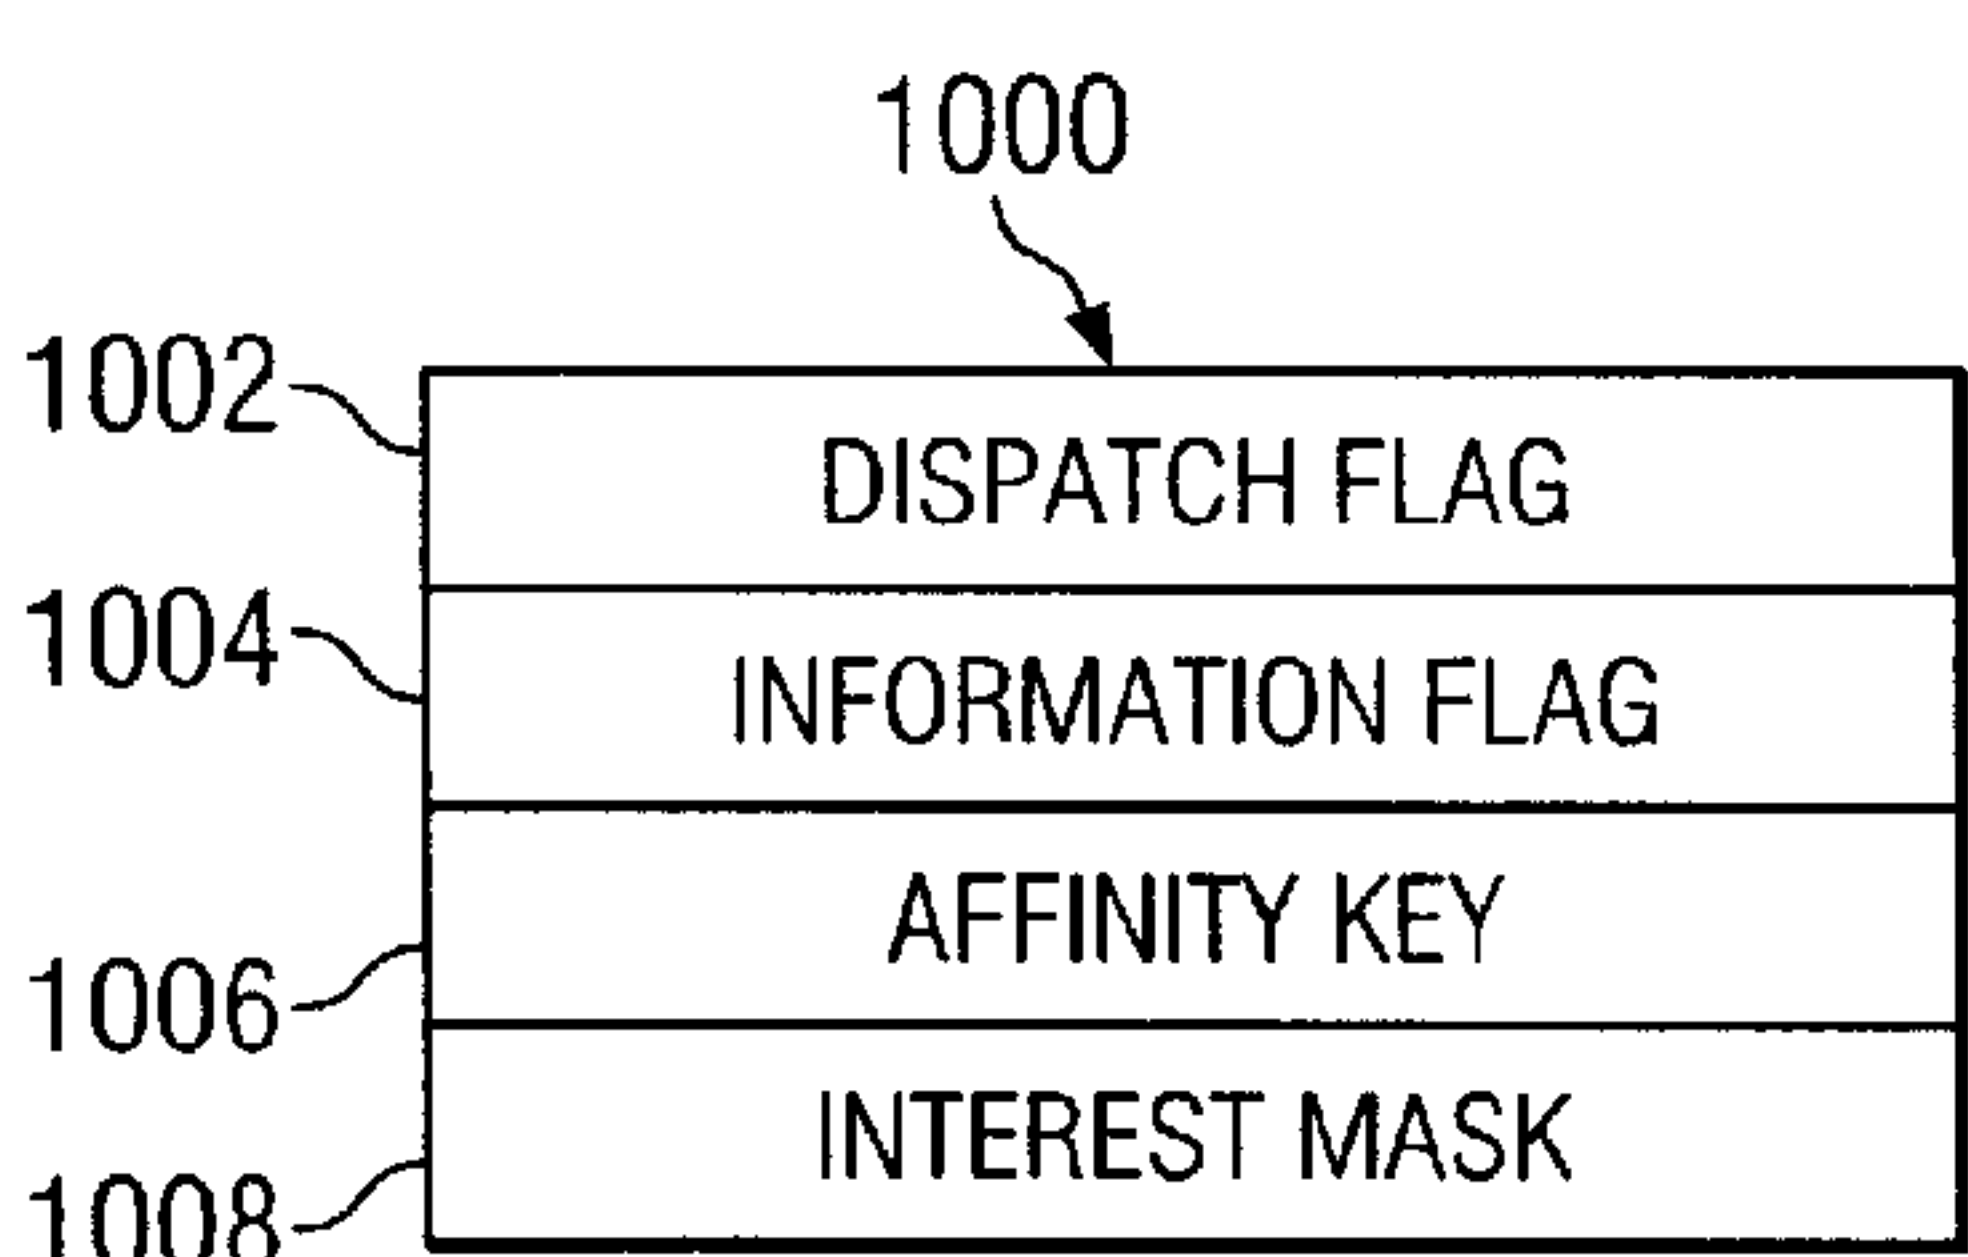 1000
1002
DISPATCH FLAG
1004
INFORMATION FLAG
AFFINITY KEY
1006
INTEREST MASK
1008